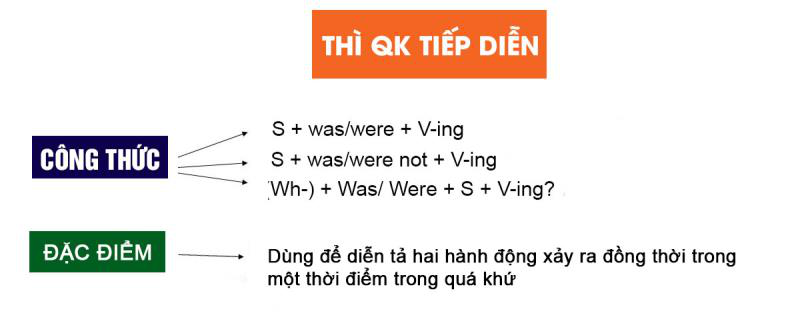 THÌ QK TIẾP DIỄN
S + was/were + V-ing
CÔNG THỨC
S + was/were not + V-ing
(Wh-) + Was/ Were + S + V-ing?
ĐẶC ĐIỂM
Dùng để diễn tả hai hành động xảy ra đồng thời trong
một thời điểm trong quá khứ